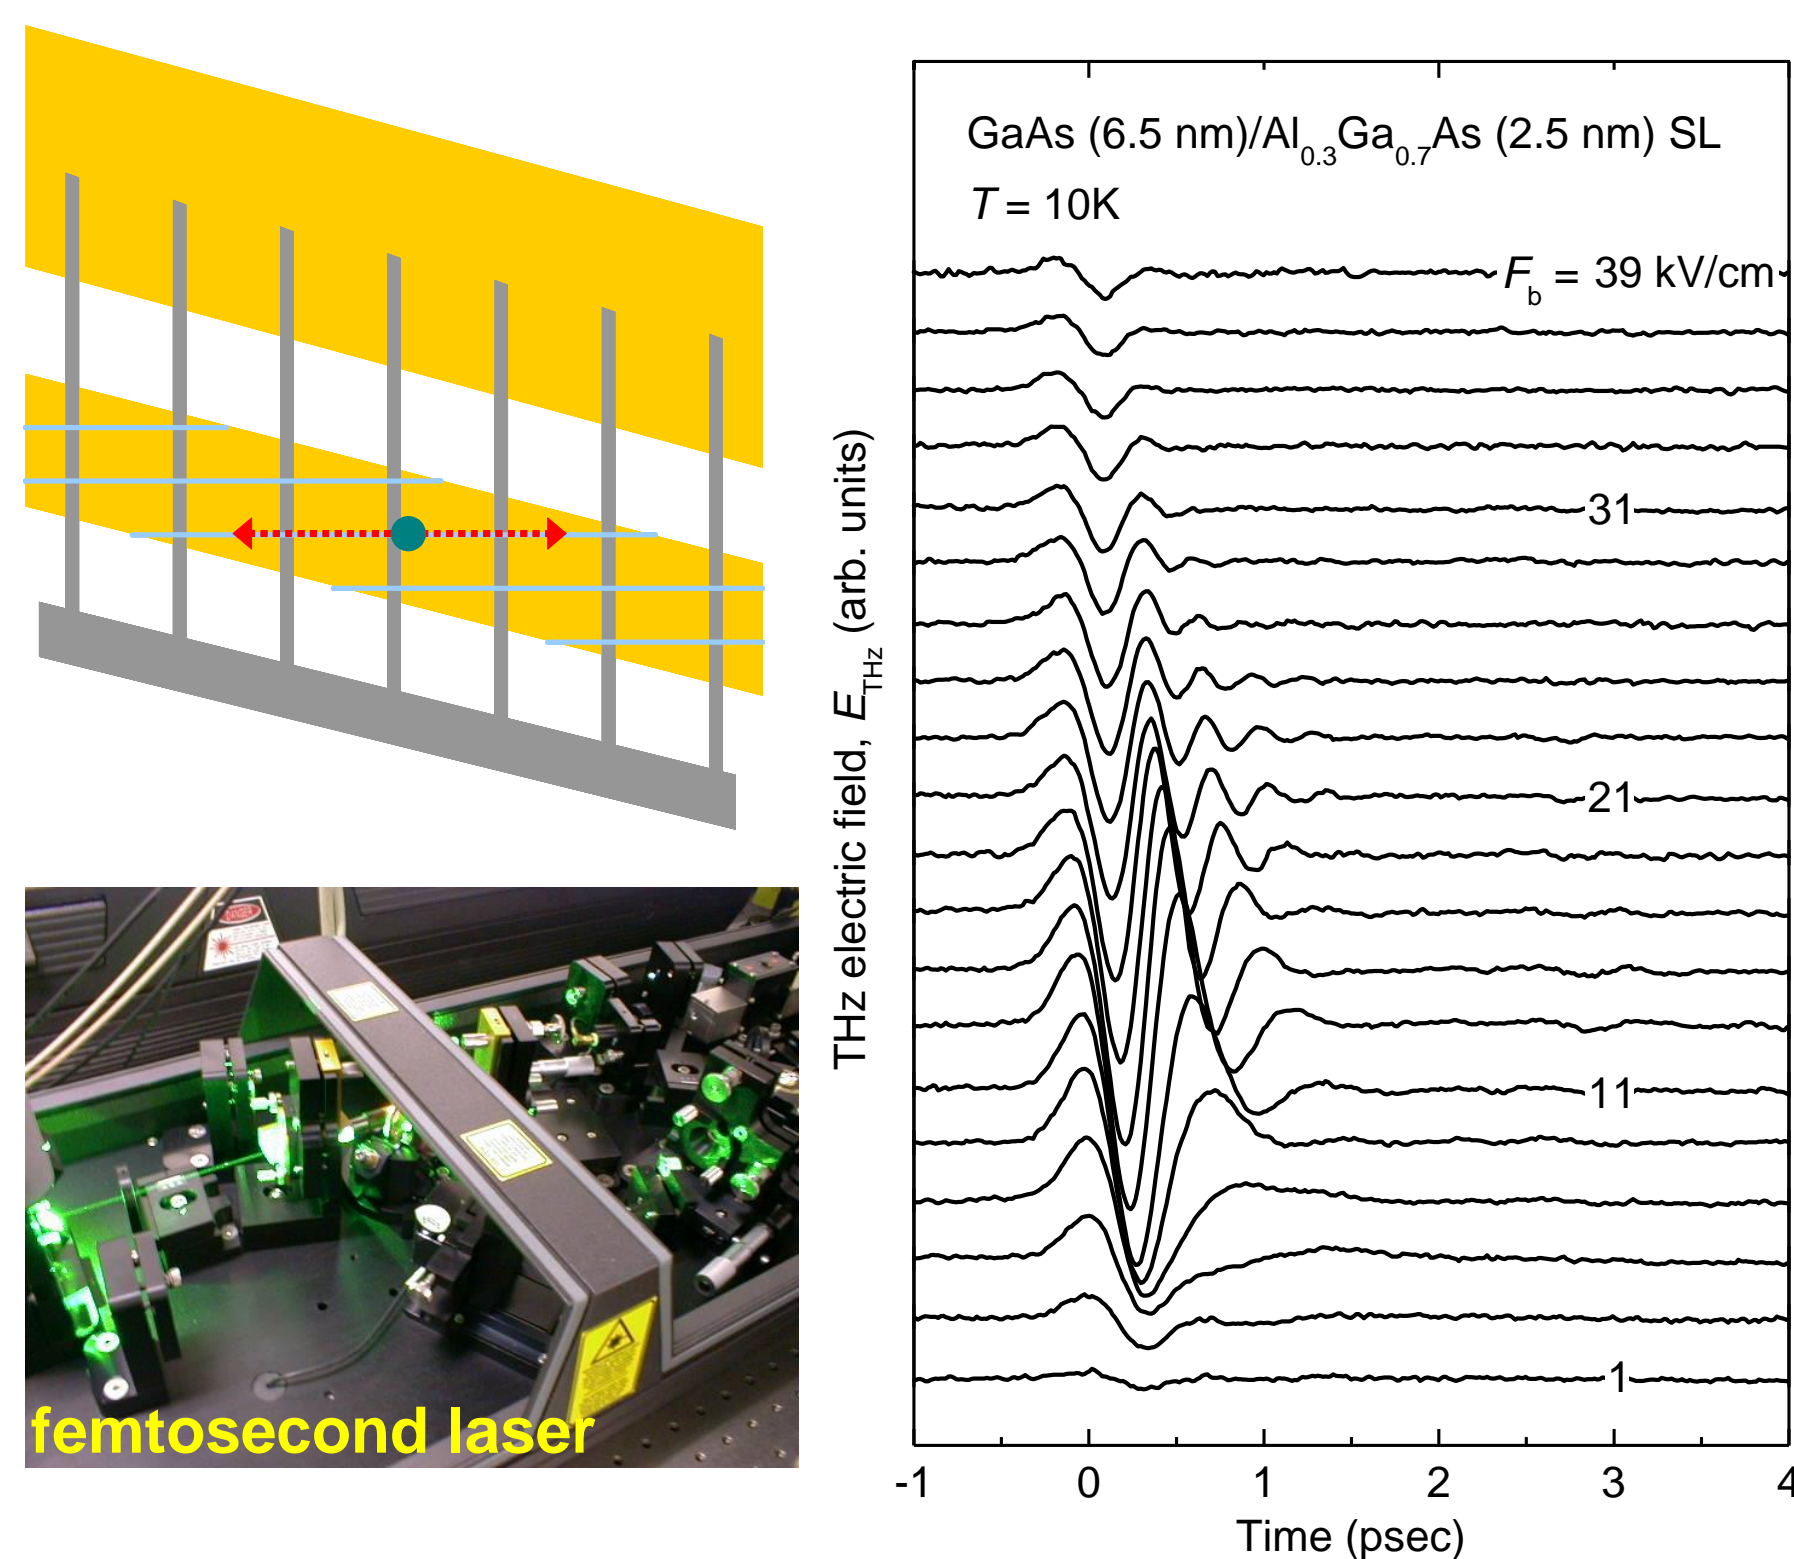 GaAs (6.5 nm)/Al0.3Ga0.7As (2.5 nm) SL
T = 10K
Fb = 39 kV/cm
31
21
11
1
THz electric field, ETHz (arb. units)
-1 0 1 2 3 4
Time (psec)
DANGER
femtosecond laser